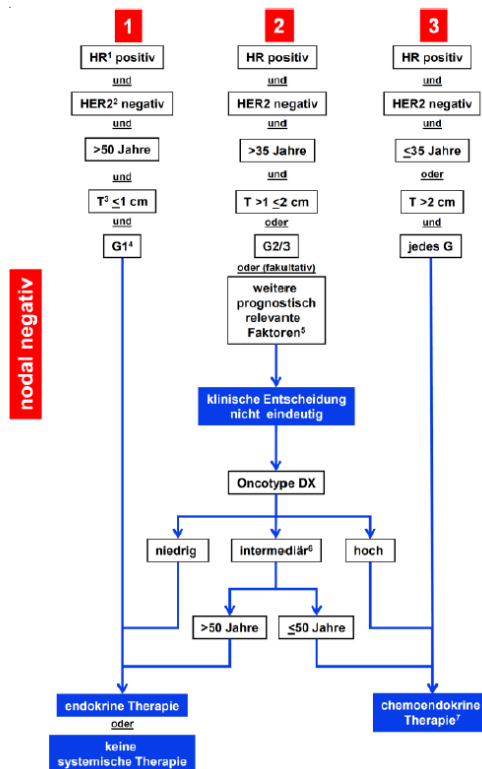 1
HR¹ positiv
und
HER2² negativ
und
>50 Jahre
und
T³ ≤1 cm
und
G1⁴
2
HR positiv
und
HER2 negativ
und
>35 Jahre
und
T >1 ≤2 cm
oder
G2/3
oder (fakultativ)
weitere
prognostisch
relevante
Faktoren⁵
klinische Entscheidung
nicht eindeutig
Oncotype DX
niedrig
intermediär⁶
hoch
>50 Jahre
≤50 Jahre
3
HR positiv
und
HER2 negativ
und
≤35 Jahre
oder
T >2 cm
und
jedes G
nodal negativ
endokrine Therapie
oder
keine
systemische Therapie
chemoendokrine
Therapie⁷